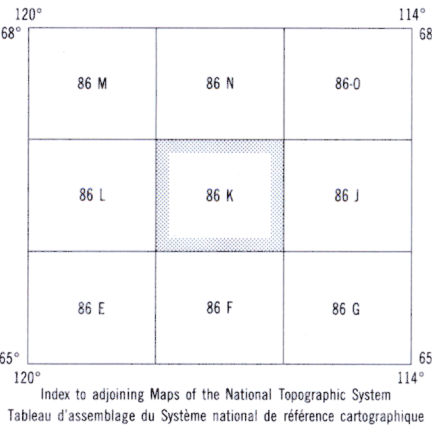 120° 114°
68° 68
86 M 86 N 86-O
86 L 86 K 86 J
86 E 86 F 86 G
65° 65
120° 114°
Index to adjoining Maps of the National Topographic System
Tableau d'assemblage du Système national de référence cartographique